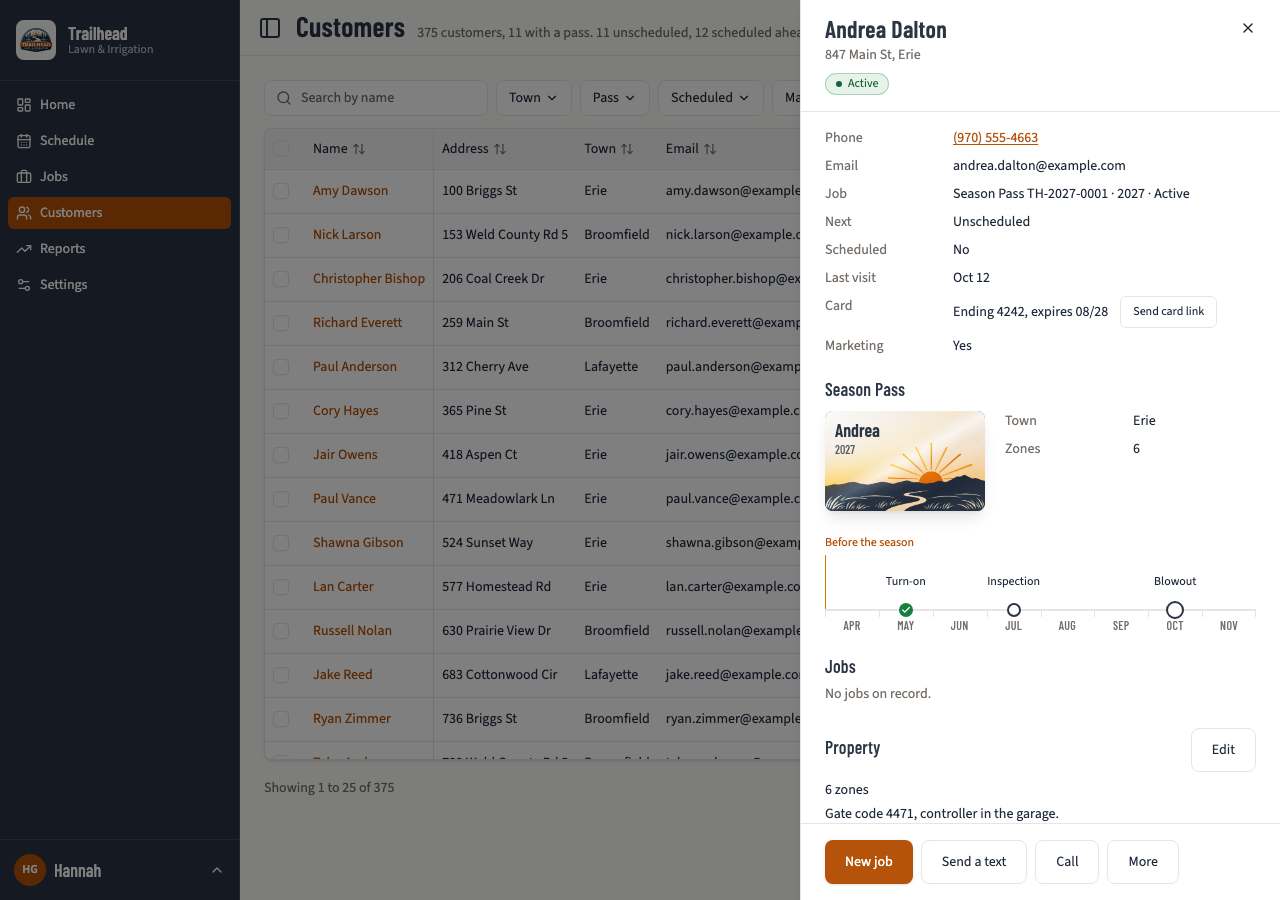 Trailhead
Lawn & Irrigation
Home
Schedule
Jobs
Customers
Reports
Settings
HG Hannah
Customers 375 customers, 11 with a pass. 11 unscheduled, 12 scheduled
Search by name Town Pass Scheduled
Name Address Town Email
Amy Dawson 100 Briggs St Erie amy.dawson@example
Nick Larson 153 Weld County Rd 5 Broomfield nick.larson@example.c
Christopher Bishop 206 Coal Creek Dr Erie christopher.bishop@ex
Richard Everett 259 Main St Broomfield richard.everett@examp
Paul Anderson 312 Cherry Ave Lafayette paul.anderson@examp
Cory Hayes 365 Pine St Erie cory.hayes@example.c
Jair Owens 418 Aspen Ct Erie jair.owens@example.co
Paul Vance 471 Meadowlark Ln Erie paul.vance@example.c
Shawna Gibson 524 Sunset Way Erie shawna.gibson@examp
Lan Carter 577 Homestead Rd Erie lan.carter@example.co
Russell Nolan 630 Prairie View Dr Erie russell.nolan@example
Jake Reed 683 Cottonwood Cir Lafayette jake.reed@example.co
Ryan Zimmer 736 Briggs St Broomfield ryan.zimmer@example
Showing 1 to 25 of 375
Andrea Dalton
847 Main St, Erie
Active
Phone (970) 555-4663
Email andrea.dalton@example.com
Job Season Pass TH-2027-0001 · 2027 · Active
Next Unscheduled
Scheduled No
Last visit Oct 12
Card Ending 4242, expires 08/28 Send card link
Marketing Yes
Season Pass
Andrea
2027
Town Erie
Zones 6
Before the season
Turn-on Inspection Blowout
APR MAY JUN JUL AUG SEP OCT NOV
Jobs
No jobs on record.
Property Edit
6 zones
Gate code 4471, controller in the garage.
New job Send a text Call More